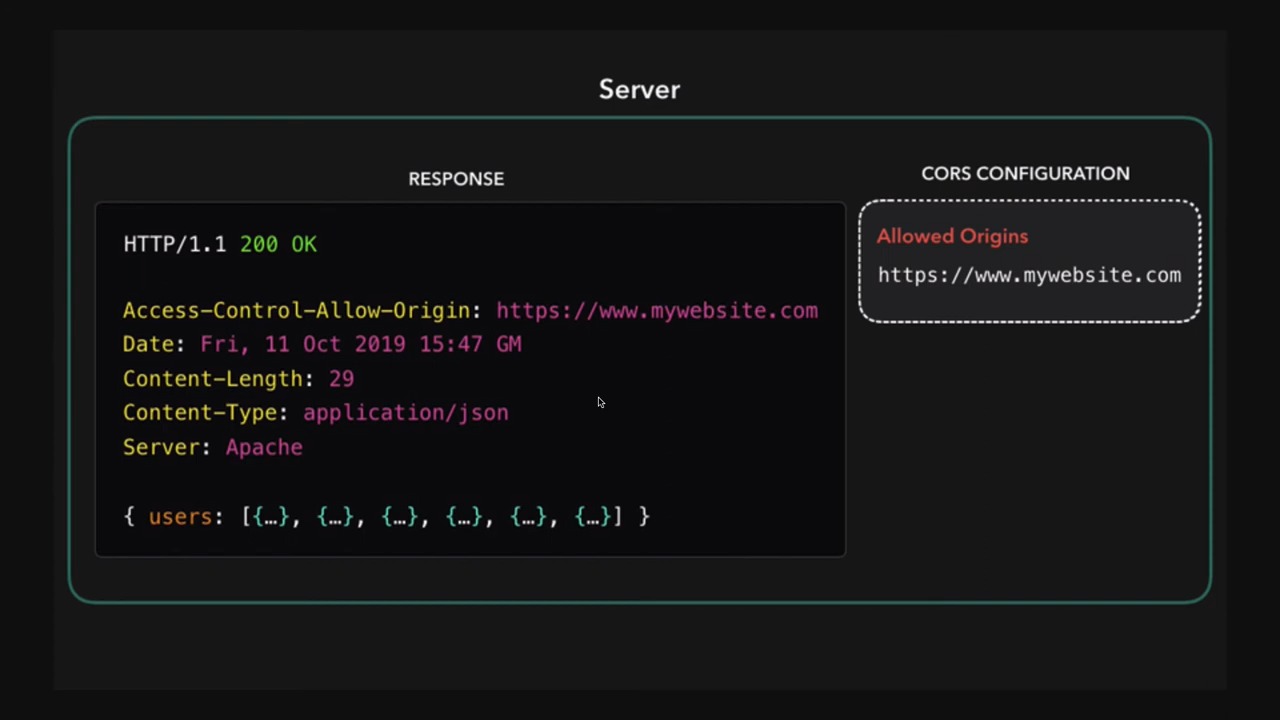 Server
RESPONSE
HTTP/1.1 200 OK
Access-Control-Allow-Origin: https://www.mywebsite.com
Date: Fri, 11 Oct 2019 15:47 GM
Content-Length: 29
Content-Type: application/json
Server: Apache
{ users: [{…}, {…}, {…}, {…}, {…}, {…}] }
CORS CONFIGURATION
Allowed Origins
https://www.mywebsite.com